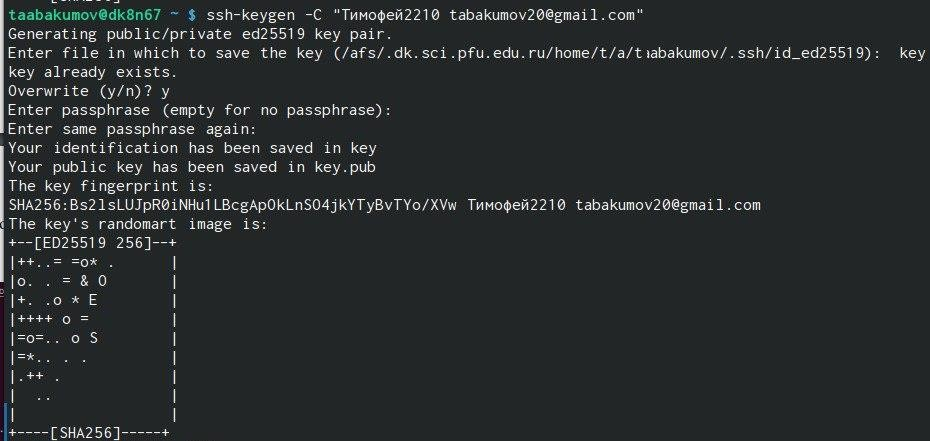 taabakumov@dk8n67 ~ $ ssh-keygen -C "Тимофей2210 tabakumov20@gmail.com"
Generating public/private ed25519 key pair.
Enter file in which to save the key (/afs/.dk.sci.pfu.edu.ru/home/t/a/taabakumov/.ssh/id_ed25519):  key
key already exists.
Overwrite (y/n)? y
Enter passphrase (empty for no passphrase):
Enter same passphrase again:
Your identification has been saved in key
Your public key has been saved in key.pub
The key fingerprint is:
SHA256:Bs2lsLUJpR0iNHu1LBcgApOkLnSO4jkYTyBvTYo/XVw Тимофей2210 tabakumov20@gmail.com
The key's randomart image is:
+--[ED25519 256]--+
|++..= =o* .      |
|o. . = & O       |
|+. .o * E        |
|++++ o =         |
|=o=.. o S        |
|=*.. . .         |
|.++ .            |
|  ..             |
|                 |
+----[SHA256]-----+